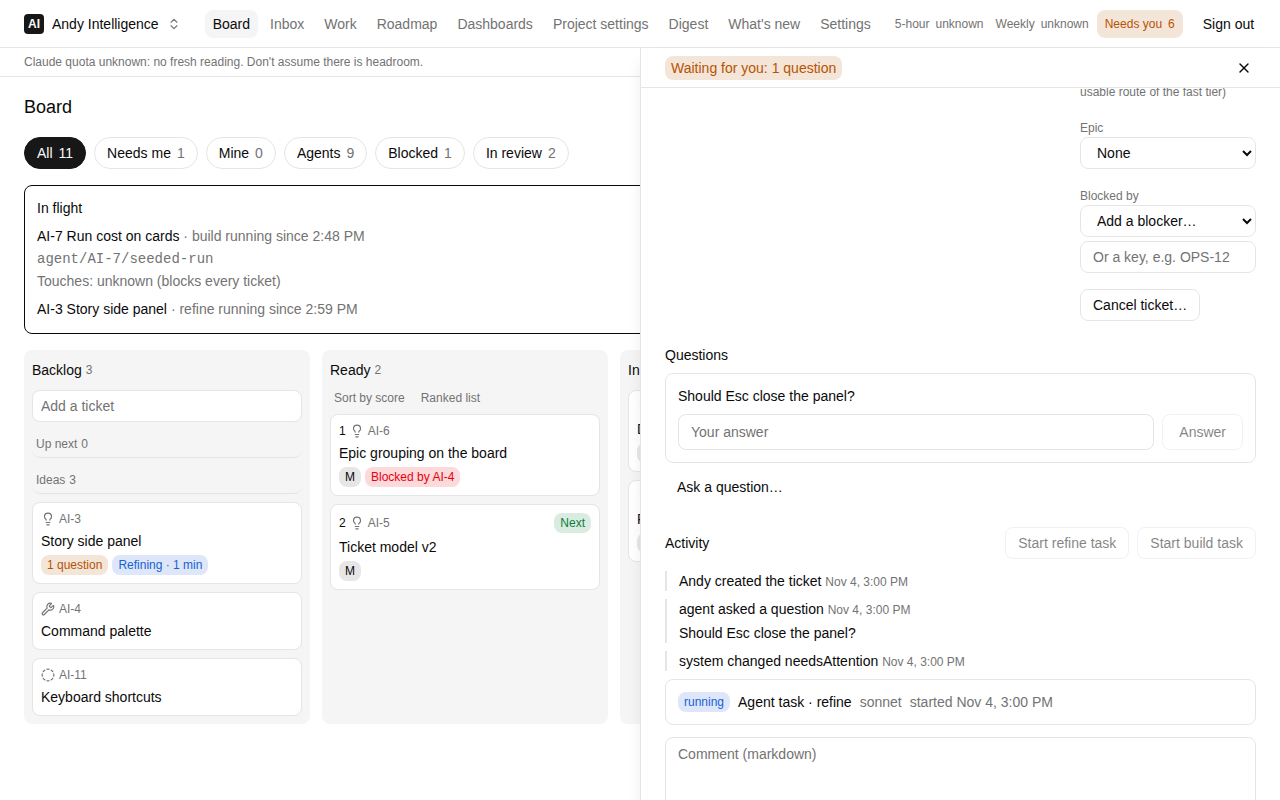 AI Andy Intelligence Board Inbox Work Roadmap Dashboards Project settings Digest What's new Settings 5-hour unknown Weekly unknown Needs you 6 Sign out
Claude quota unknown: no fresh reading. Don't assume there is headroom.
Board
All 11 Needs me 1 Mine 0 Agents 9 Blocked 1 In review 2
In flight
AI-7 Run cost on cards · build running since 2:48 PM
agent/AI-7/seeded-run
Touches: unknown (blocks every ticket)
AI-3 Story side panel · refine running since 2:59 PM
Backlog 3
Add a ticket
Up next 0
Ideas 3
AI-3
Story side panel
1 question Refining · 1 min
AI-4
Command palette
AI-11
Keyboard shortcuts
Ready 2
Sort by score Ranked list
1 AI-6
Epic grouping on the board
M Blocked by AI-4
2 AI-5 Next
Ticket model v2
M
In
Waiting for you: 1 question
usable route of the fast tier)
Epic
None
Blocked by
Add a blocker…
Or a key, e.g. OPS-12
Cancel ticket…
Questions
Should Esc close the panel?
Your answer Answer
Ask a question…
Activity Start refine task Start build task
Andy created the ticket Nov 4, 3:00 PM
agent asked a question Nov 4, 3:00 PM
Should Esc close the panel?
system changed needsAttention Nov 4, 3:00 PM
running Agent task · refine sonnet started Nov 4, 3:00 PM
Comment (markdown)